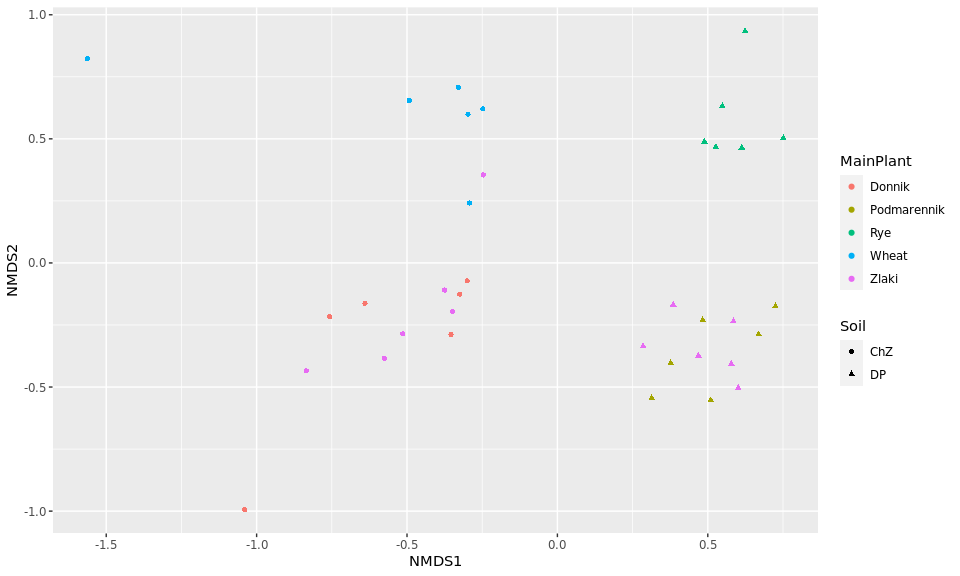 1.0
0.5
0.0
-0.5
-1.0
NMDS2
-1.5
-1.0
-0.5
0.0
0.5
NMDS1
MainPlant
Donnik
Podmarennik
Rye
Wheat
Zlaki
Soil
ChZ
DP